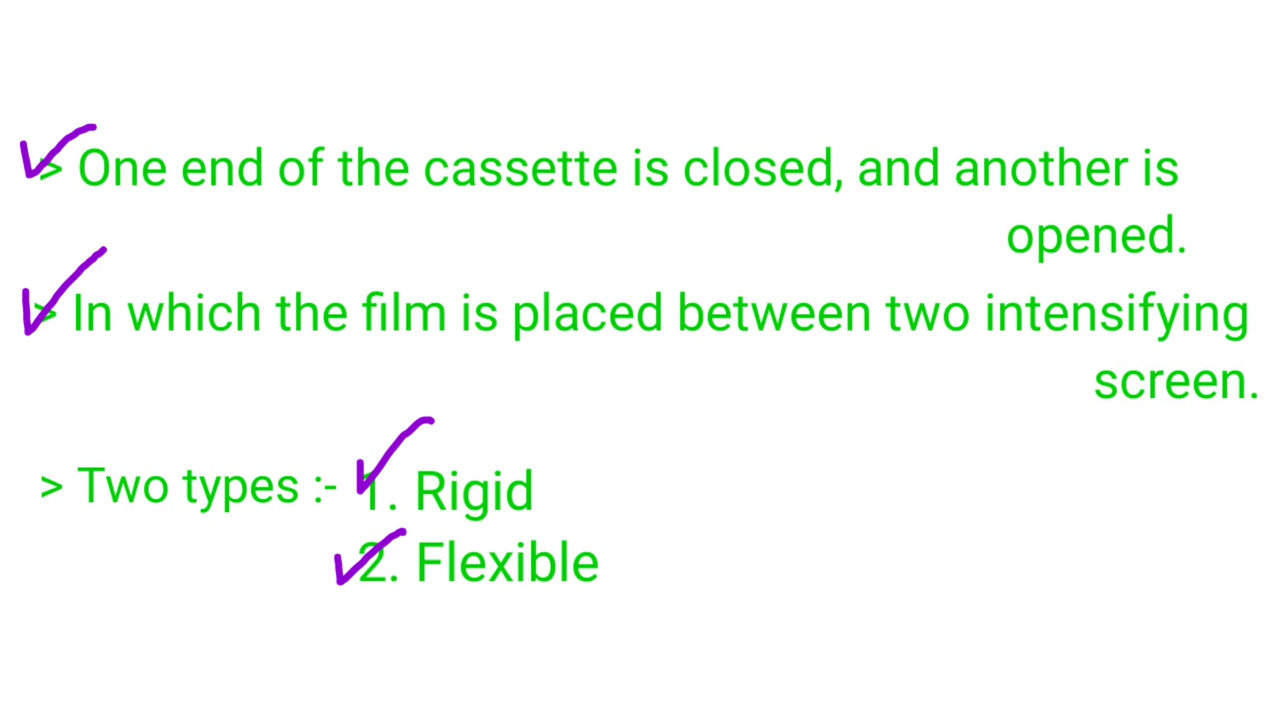 > One end of the cassette is closed, and another is
opened.
> In which the film is placed between two intensifying
screen.
> Two types :- 1. Rigid
2. Flexible